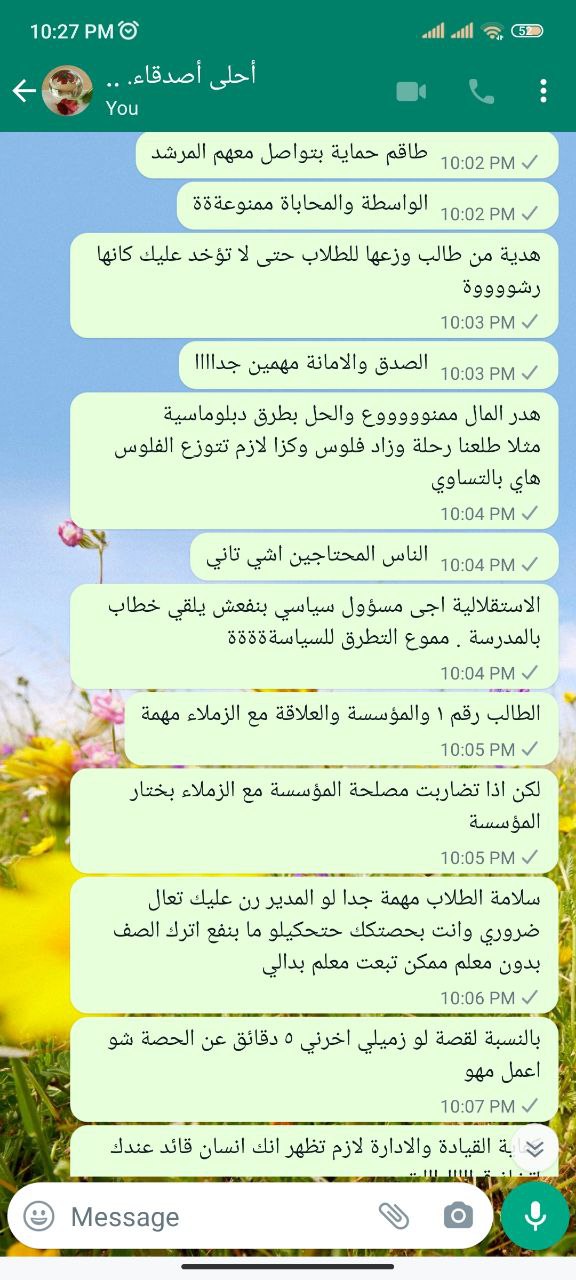 10:27 PM
52
أحلى أصدقاء. ..
You
طاقم حماية بتواصل معهم المرشد
10:02 PM
الواسطة والمحاباة ممنوعةةة
10:02 PM
هدية من طالب وزعها للطلاب حتى لا تؤخد عليك كانها
رشووووة
10:03 PM
الصدق والامانة مهمين جداااا
10:03 PM
هدر المال ممنوووووع والحل بطرق دبلوماسية
مثلا طلعنا رحلة وزاد فلوس وكزا لازم تتوزع الفلوس
هاي بالتساوي
10:04 PM
الناس المحتاجين اشي تاني
10:04 PM
الاستقلالية اجى مسؤول سياسي بنفعش يلقي خطاب
بالمدرسة . مموع التطرق للسياسةةةةة
10:04 PM
الطالب رقم ١ والمؤسسة والعلاقة مع الزملاء مهمة
10:05 PM
لكن اذا تضاربت مصلحة المؤسسة مع الزملاء بختار
المؤسسة
10:05 PM
سلامة الطلاب مهمة جدا لو المدير رن عليك تعال
ضروري وانت بحصتكك حتحكيلو ما بنفع اترك الصف
بدون معلم ممكن تبعت معلم بدالي
10:06 PM
بالنسبة لقصة لو زميلي اخرني ٥ دقائق عن الحصة شو
اعمل مهو
10:07 PM
القيادة والادارة لازم تظهر انك انسان قائد عندك
Message